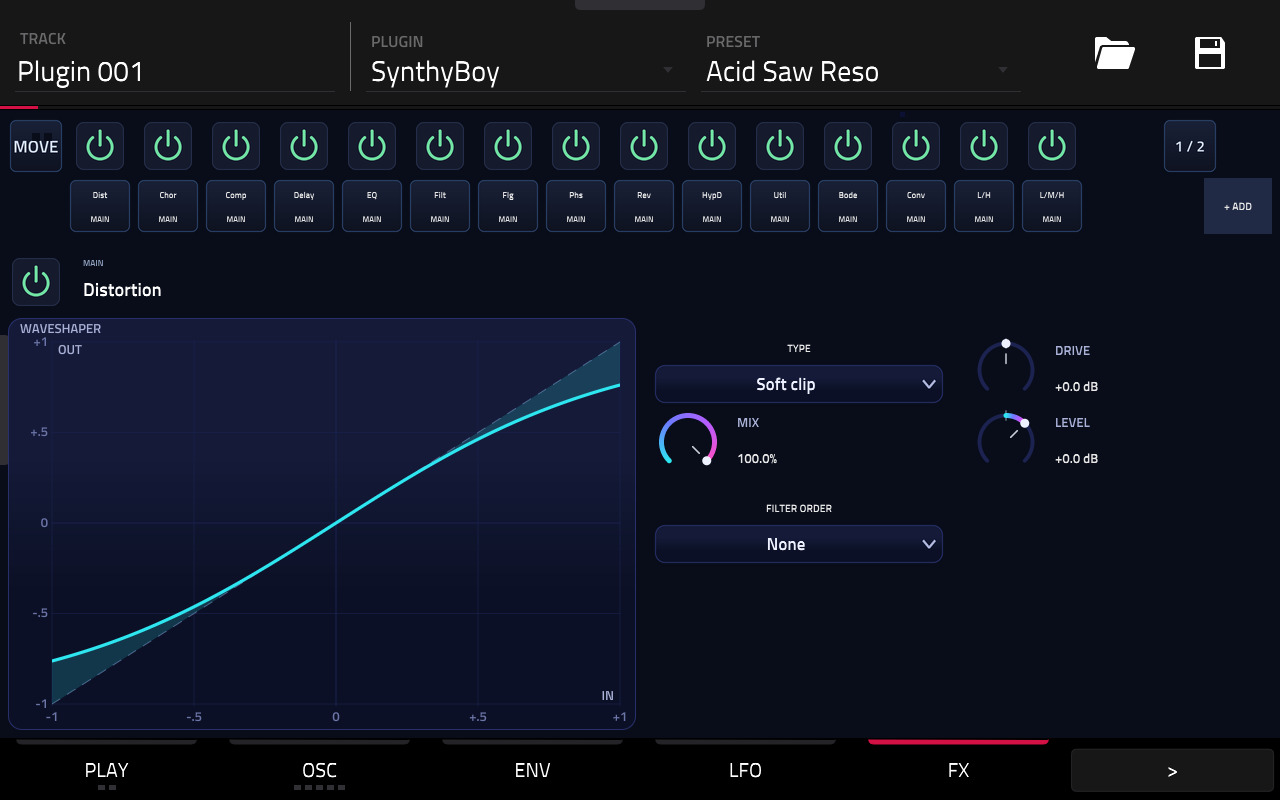 TRACK
Plugin 001
PLUGIN
SynthyBoy
PRESET
Acid Saw Reso
MOVE
1 / 2
Dist
MAIN
Chor
MAIN
Comp
MAIN
Delay
MAIN
EQ
MAIN
Filt
MAIN
Flg
MAIN
Phs
MAIN
Rev
MAIN
HypD
MAIN
Util
MAIN
Bode
MAIN
Conv
MAIN
L/H
MAIN
L/M/H
MAIN
+ ADD
MAIN
Distortion
WAVESHAPER
+1
OUT
+.5
0
-.5
-1
IN
-1
-.5
0
+.5
+1
TYPE
Soft clip
DRIVE
+0.0 dB
MIX
100.0%
LEVEL
+0.0 dB
FILTER ORDER
None
PLAY
OSC
ENV
LFO
FX
>